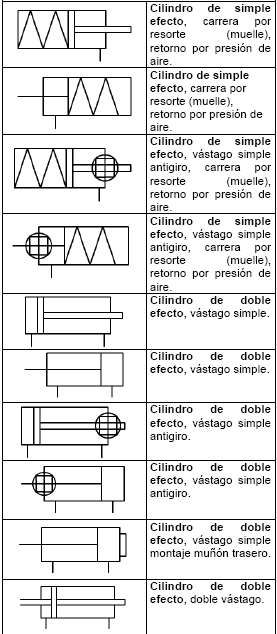 Cilindro de simple
efecto, carrera por
resorte (muelle),
retorno por presión de
aire.
Cilindro de simple
efecto, carrera por
resorte (muelle),
retorno por presión de
aire.
Cilindro de simple
efecto, vástago simple
antigiro, carrera por
resorte (muelle),
retorno por presión de
aire.
Cilindro de simple
efecto, vástago simple
antigiro, carrera por
resorte (muelle),
retorno por presión de
aire.
Cilindro de doble
efecto, vástago simple.
Cilindro de doble
efecto, vástago simple.
Cilindro de doble
efecto, vástago simple
antigiro.
Cilindro de doble
efecto, vástago simple
antigiro.
Cilindro de doble
efecto, vástago simple
montaje muñón trasero.
Cilindro de doble
efecto, doble vástago.